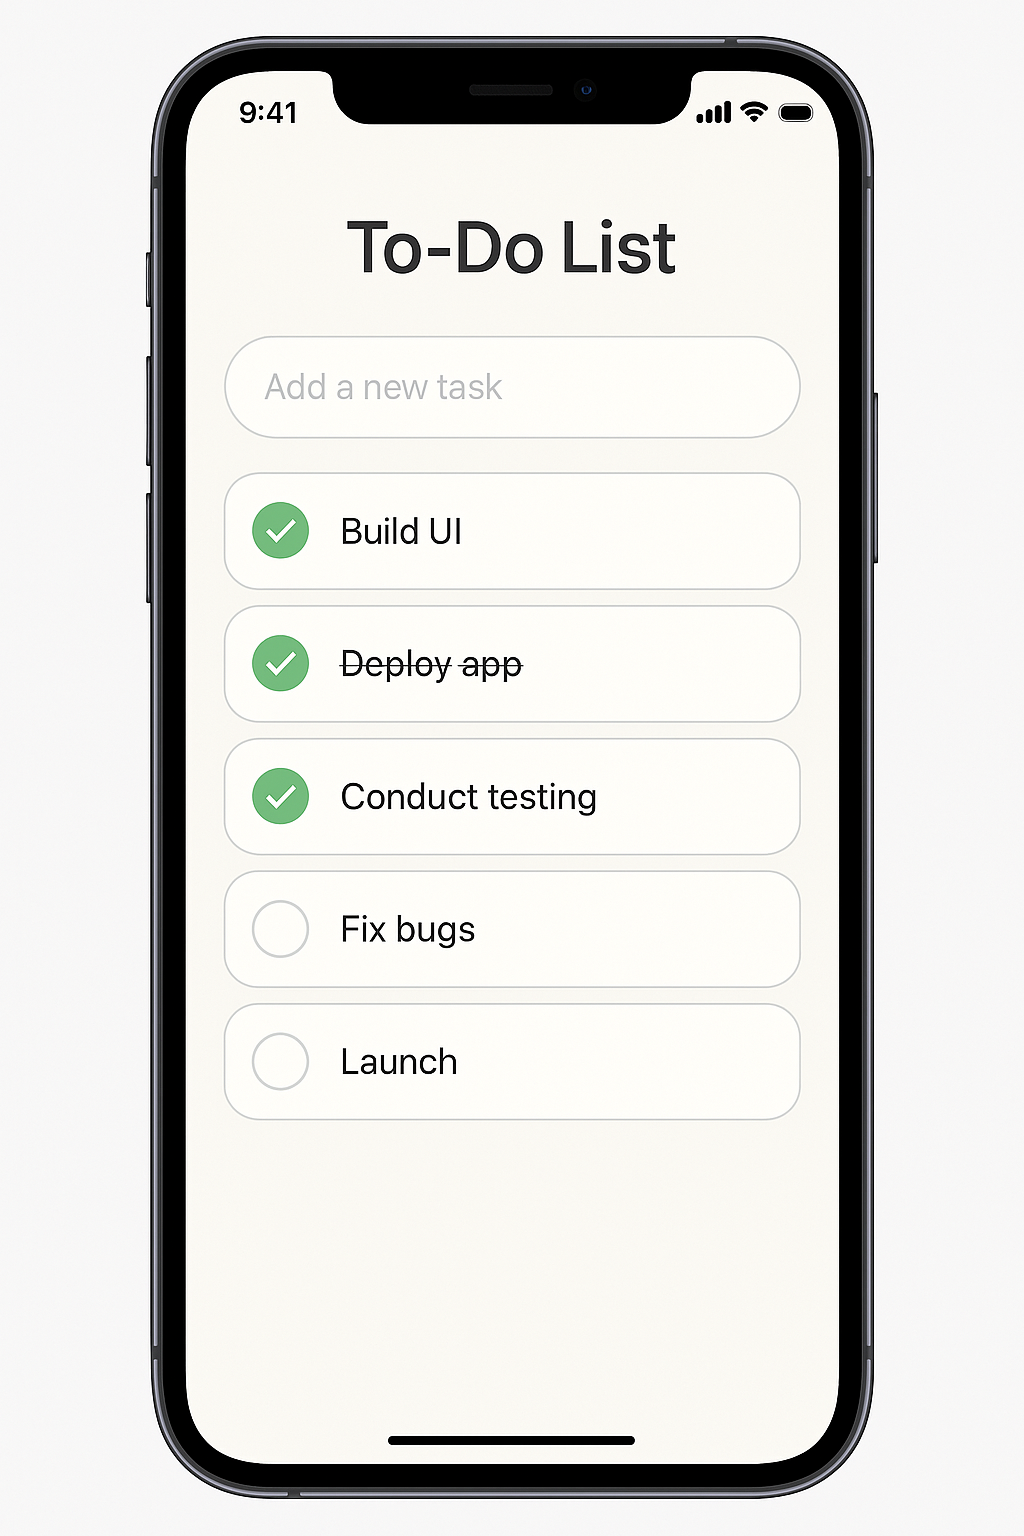 9:41
To-Do List
Add a new task
Build UI
Deploy app
Conduct testing
Fix bugs
Launch